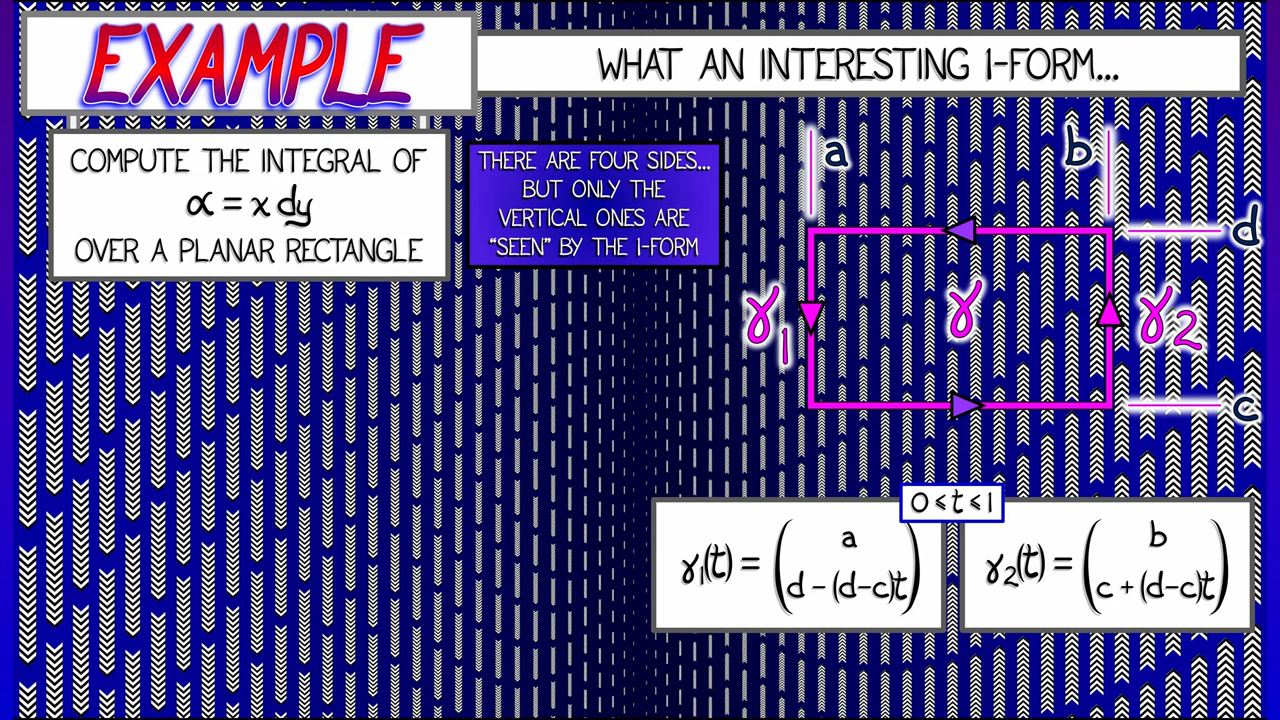 EXAMPLE
WHAT AN INTERESTING 1-FORM...
COMPUTE THE INTEGRAL OF
α = x dy
OVER A PLANAR RECTANGLE
THERE ARE FOUR SIDES...
BUT ONLY THE
VERTICAL ONES ARE
"SEEN" BY THE 1-FORM
a
b
d
γ₁
γ
γ₂
c
0 ≤ t ≤ 1
γ₁(t) = ( a
d - (d-c)t )
γ₂(t) = ( b
c + (d-c)t )